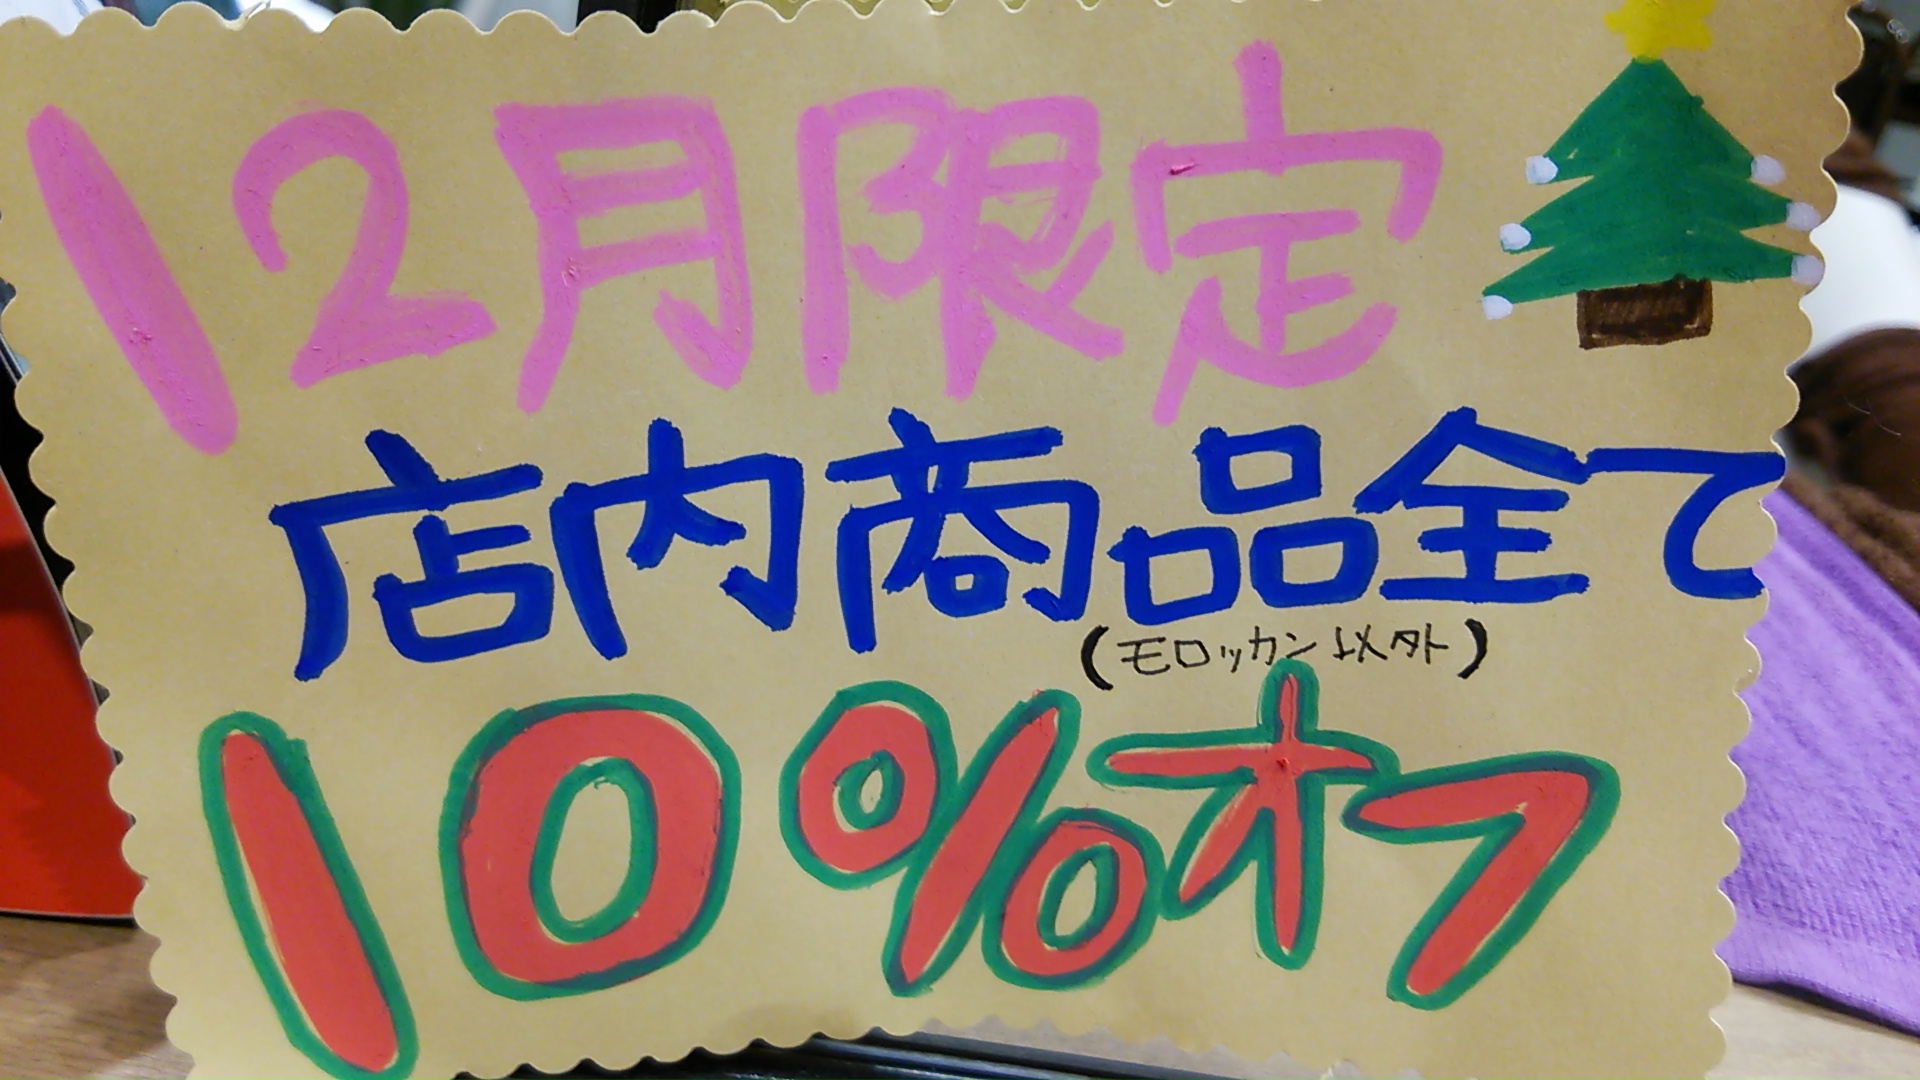 12月限定
店内商品全て
(モロッカン以外)
10%オフ